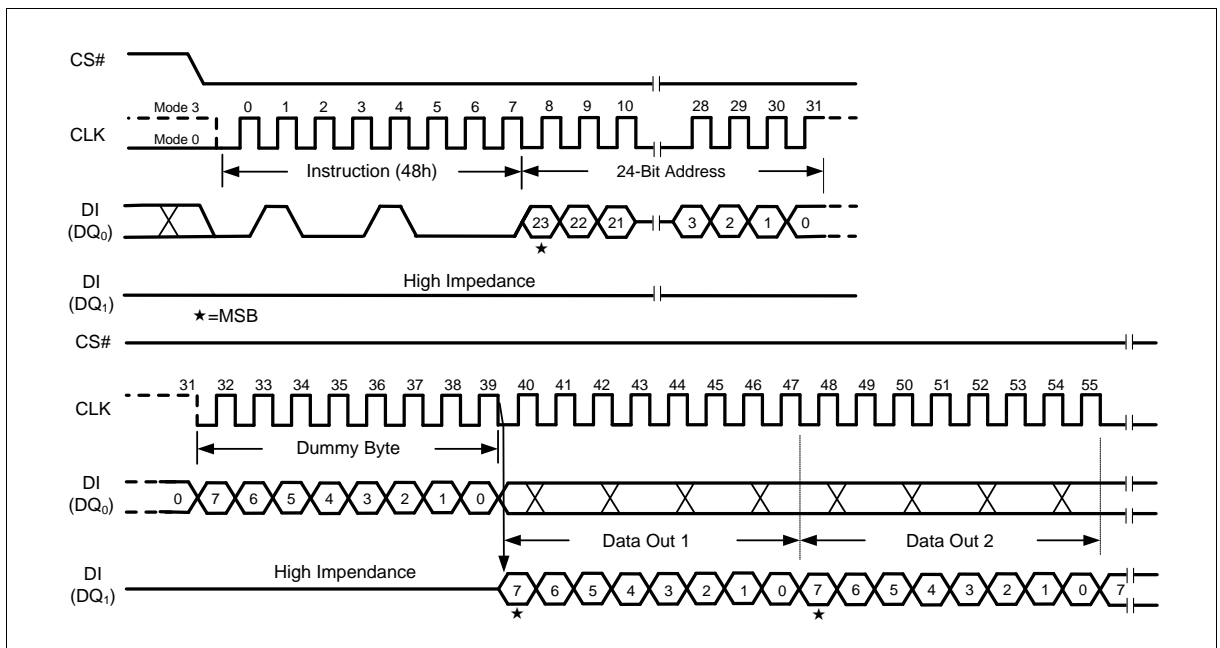 CS#
Mode 3 0 1 2 3 4 5 6 7 8 9 10 28 29 30 31
CLK
Mode 0
Instruction (48h) 24-Bit Address
DI
(DQ0) 23 22 21 3 2 1 0
★
DI
(DQ1) High Impedance
★=MSB
CS#
31 32 33 34 35 36 37 38 39 40 41 42 43 44 45 46 47 48 49 50 51 52 53 54 55
CLK
Dummy Byte
DI
(DQ0) 0 7 6 5 4 3 2 1 0
Data Out 1 Data Out 2
DI
(DQ1) High Impendance 7 6 5 4 3 2 1 0 7 6 5 4 3 2 1 0 7
★ ★